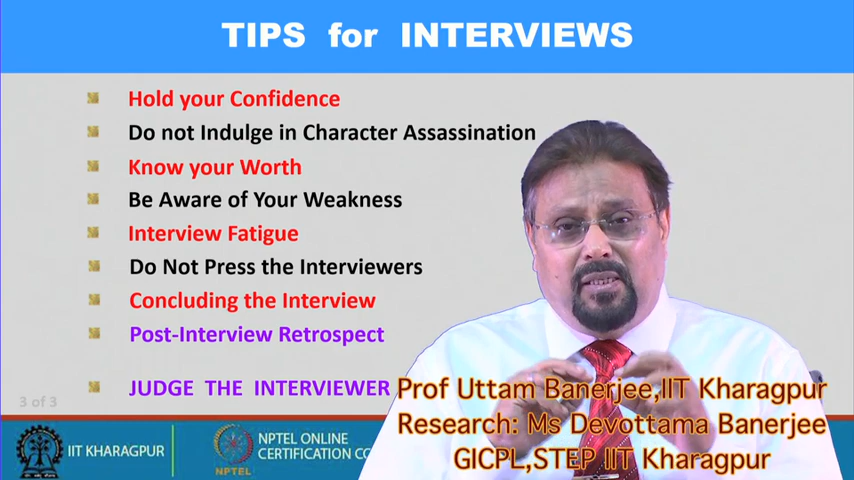 TIPS for INTERVIEWS
Hold your Confidence
Do not Indulge in Character Assassination
Know your Worth
Be Aware of Your Weakness
Interview Fatigue
Do Not Press the Interviewers
Concluding the Interview
Post-Interview Retrospect
JUDGE THE INTERVIEWER
Prof Uttam Banerjee,IIT Kharagpur
Research: Ms Devottama Banerjee
GICPL,STEP IIT Kharagpur
3 of 3
IIT KHARAGPUR
NPTEL
NPTEL ONLINE
CERTIFICATION CO